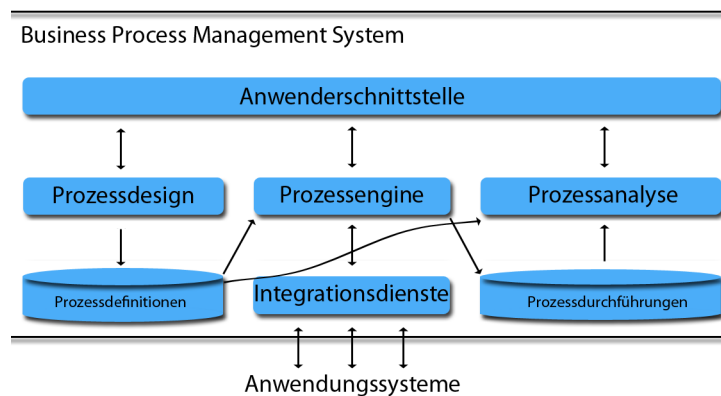 Business Process Management System
Anwenderschnittstelle
Prozessdesign
Prozessengine
Prozessanalyse
Prozessdefinitionen
Integrationsdienste
Prozessdurchführungen
Anwendungssysteme